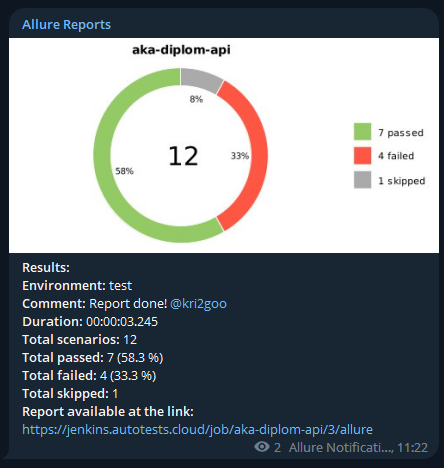 Allure Reports
aka-diplom-api
8%
12
33%
58%
7 passed
4 failed
1 skipped
Results:
Environment: test
Comment: Report done! @kri2goo
Duration: 00:00:03.245
Total scenarios: 12
Total passed: 7 (58.3 %)
Total failed: 4 (33.3 %)
Total skipped: 1
Report available at the link:
https://jenkins.autotests.cloud/job/aka-diplom-api/3/allure
2 Allure Notificati..., 11:22